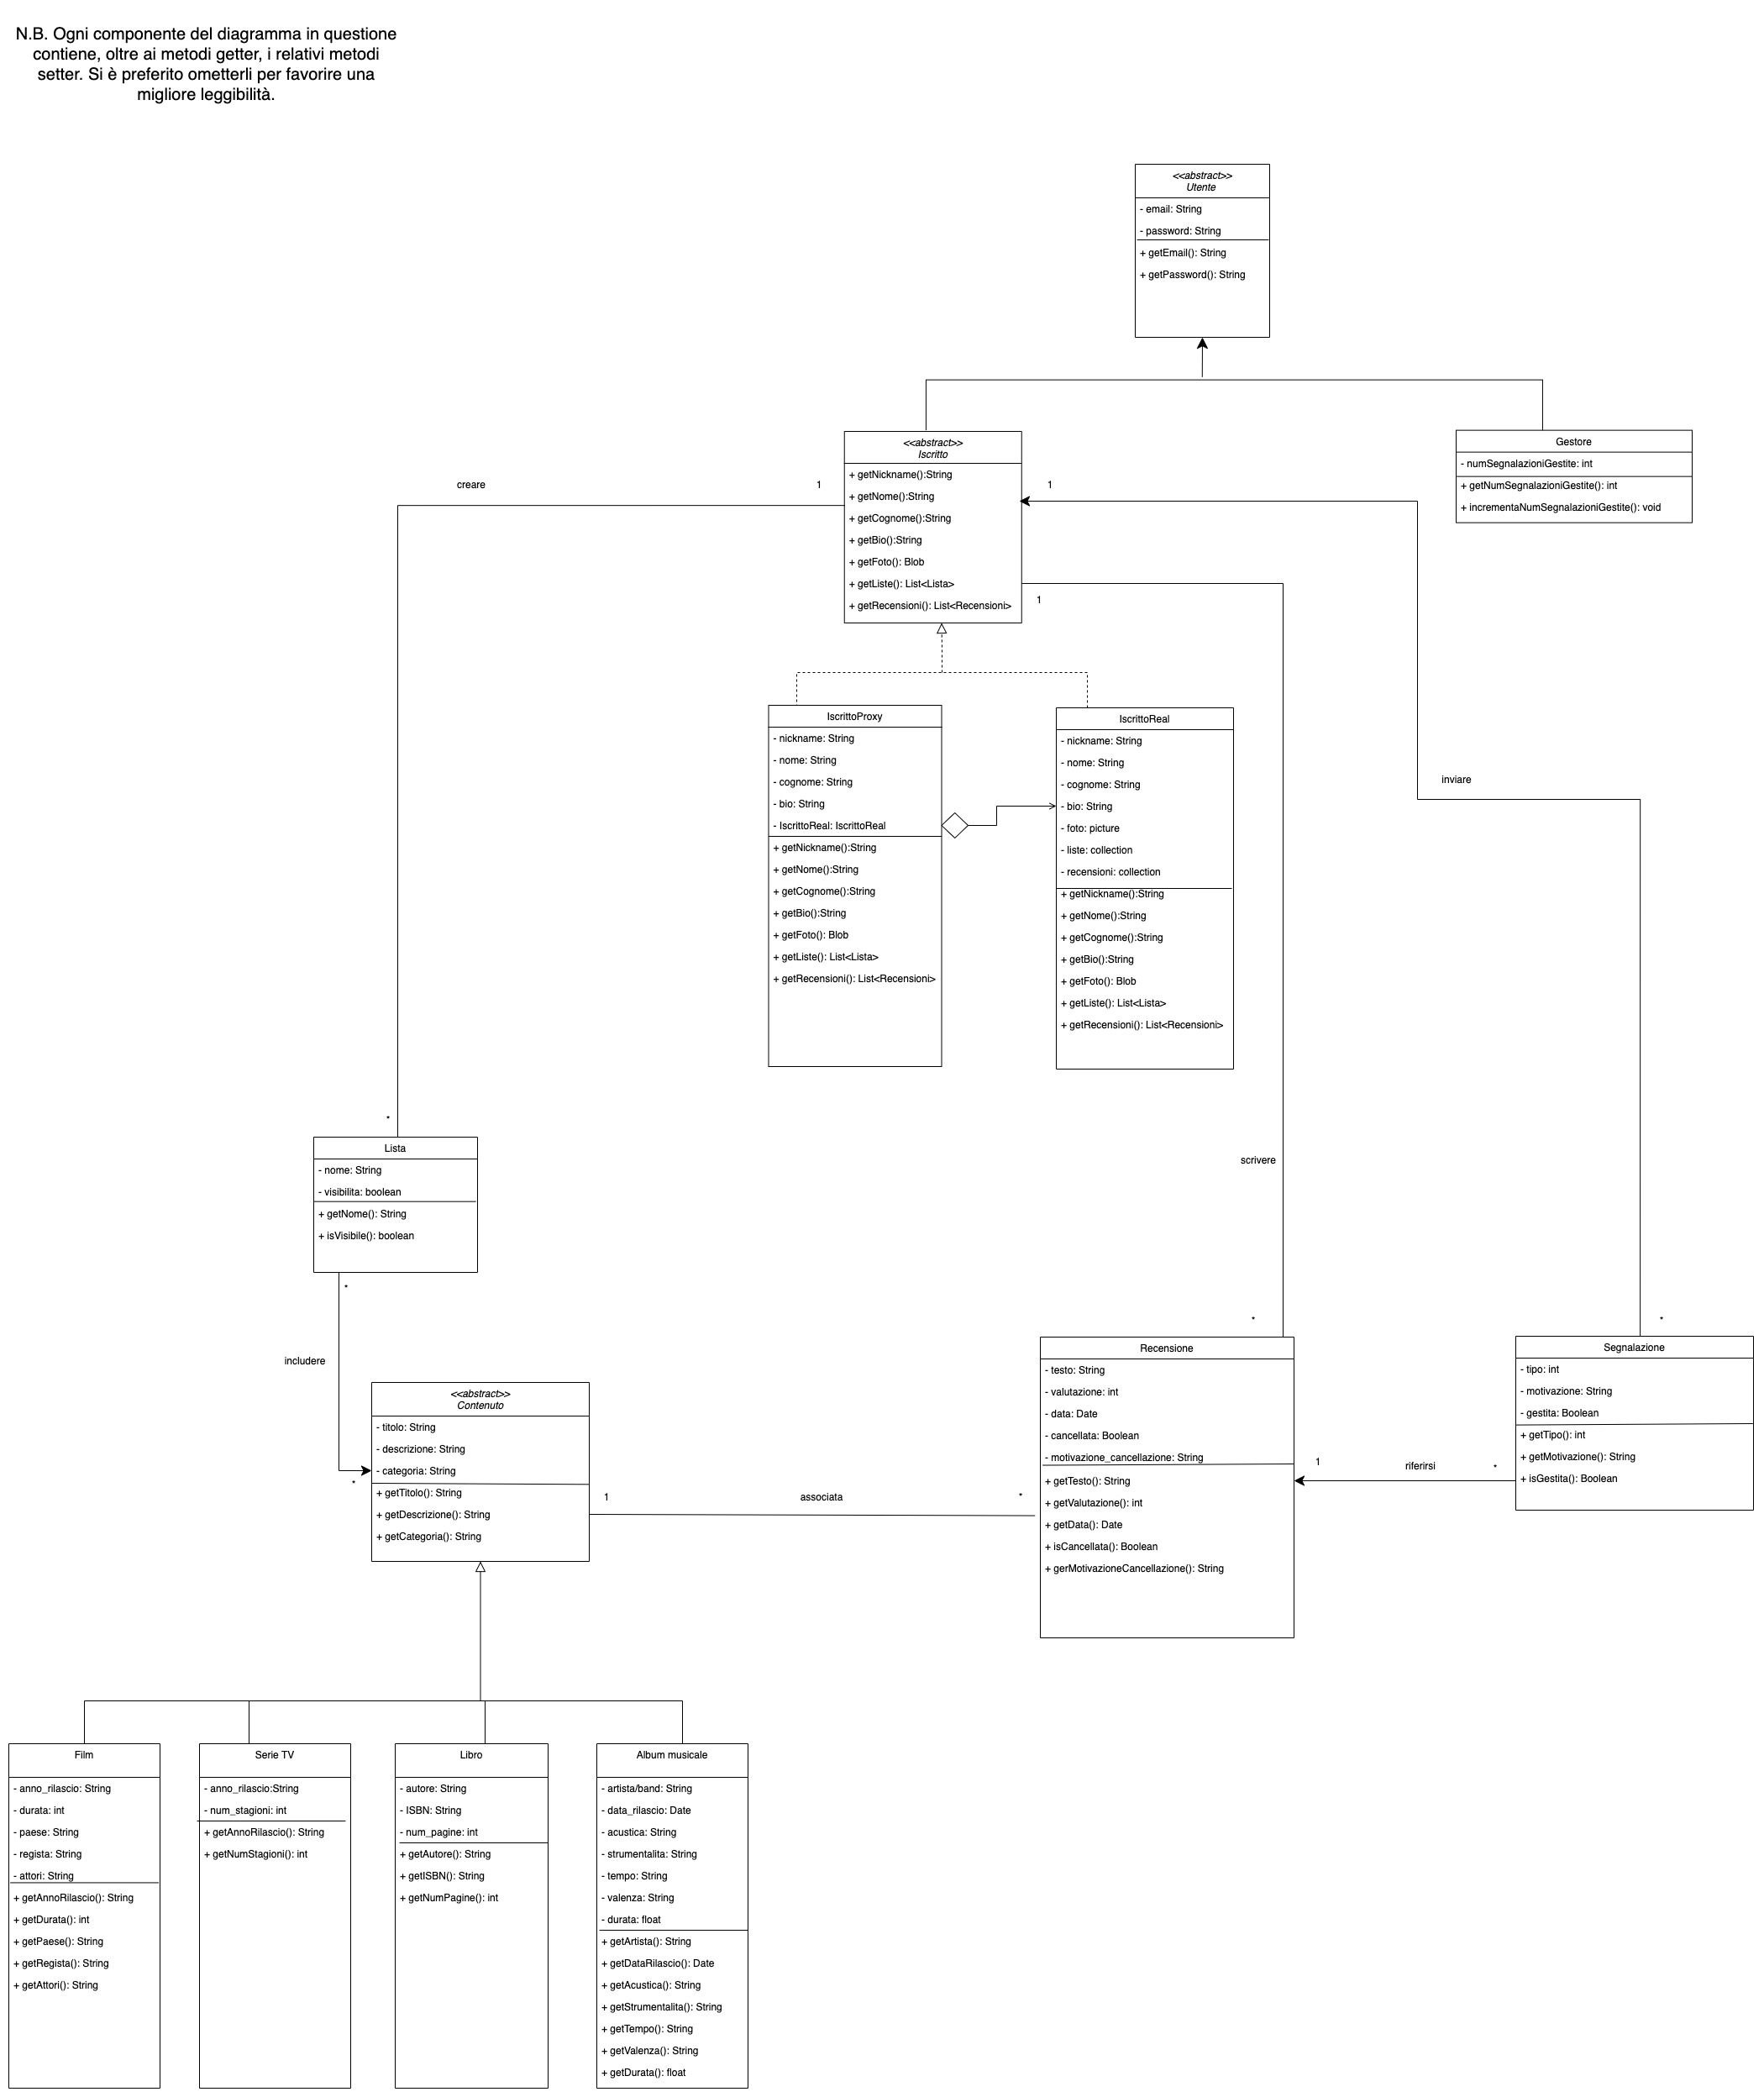 N.B. Ogni componente del diagramma in questione
contiene, oltre ai metodi getter, i relativi metodi
setter. Si è preferito ometterli per favorire una
migliore leggibilità.
<<abstract>>
Utente
- email: String
- password: String
+ getEmail(): String
+ getPassword(): String
<<abstract>>
Iscritto
+ getNickname():String
+ getNome():String
+ getCognome():String
+ getBio():String
+ getFoto(): Blob
+ getListe(): List<Lista>
+ getRecensioni(): List<Recensioni>
Gestore
- numSegnalazioniGestite: int
+ getNumSegnalazioniGestite(): int
+ incrementaNumSegnalazioniGestite(): void
creare
1
1
1
IscrittoProxy
- nickname: String
- nome: String
- cognome: String
- bio: String
- IscrittoReal: IscrittoReal
+ getNickname():String
+ getNome():String
+ getCognome():String
+ getBio():String
+ getFoto(): Blob
+ getListe(): List<Lista>
+ getRecensioni(): List<Recensioni>
IscrittoReal
- nickname: String
- nome: String
- cognome: String
- bio: String
- foto: picture
- liste: collection
- recensioni: collection
+ getNickname():String
+ getNome():String
+ getCognome():String
+ getBio():String
+ getFoto(): Blob
+ getListe(): List<Lista>
+ getRecensioni(): List<Recensioni>
inviare
*
Lista
- nome: String
- visibilita: boolean
+ getNome(): String
+ isVisibile(): boolean
scrivere
*
includere
*
*
*
<<abstract>>
Contenuto
- titolo: String
- descrizione: String
- categoria: String
+ getTitolo(): String
+ getDescrizione(): String
+ getCategoria(): String
1
associata
*
Recensione
- testo: String
- valutazione: int
- data: Date
- cancellata: Boolean
- motivazione_cancellazione: String
+ getTesto(): String
+ getValutazione(): int
+ getData(): Date
+ isCancellata(): Boolean
+ gerMotivazioneCancellazione(): String
1
riferirsi
*
Segnalazione
- tipo: int
- motivazione: String
- gestita: Boolean
+ getTipo(): int
+ getMotivazione(): String
+ isGestita(): Boolean
Film
- anno_rilascio: String
- durata: int
- paese: String
- regista: String
- attori: String
+ getAnnoRilascio(): String
+ getDurata(): int
+ getPaese(): String
+ getRegista(): String
+ getAttori(): String
Serie TV
- anno_rilascio:String
- num_stagioni: int
+ getAnnoRilascio(): String
+ getNumStagioni(): int
Libro
- autore: String
- ISBN: String
- num_pagine: int
+ getAutore(): String
+ getISBN(): String
+ getNumPagine(): int
Album musicale
- artista/band: String
- data_rilascio: Date
- acustica: String
- strumentalita: String
- tempo: String
- valenza: String
- durata: float
+ getArtista(): String
+ getDataRilascio(): Date
+ getAcustica(): String
+ getStrumentalita(): String
+ getTempo(): String
+ getValenza(): String
+ getDurata(): float